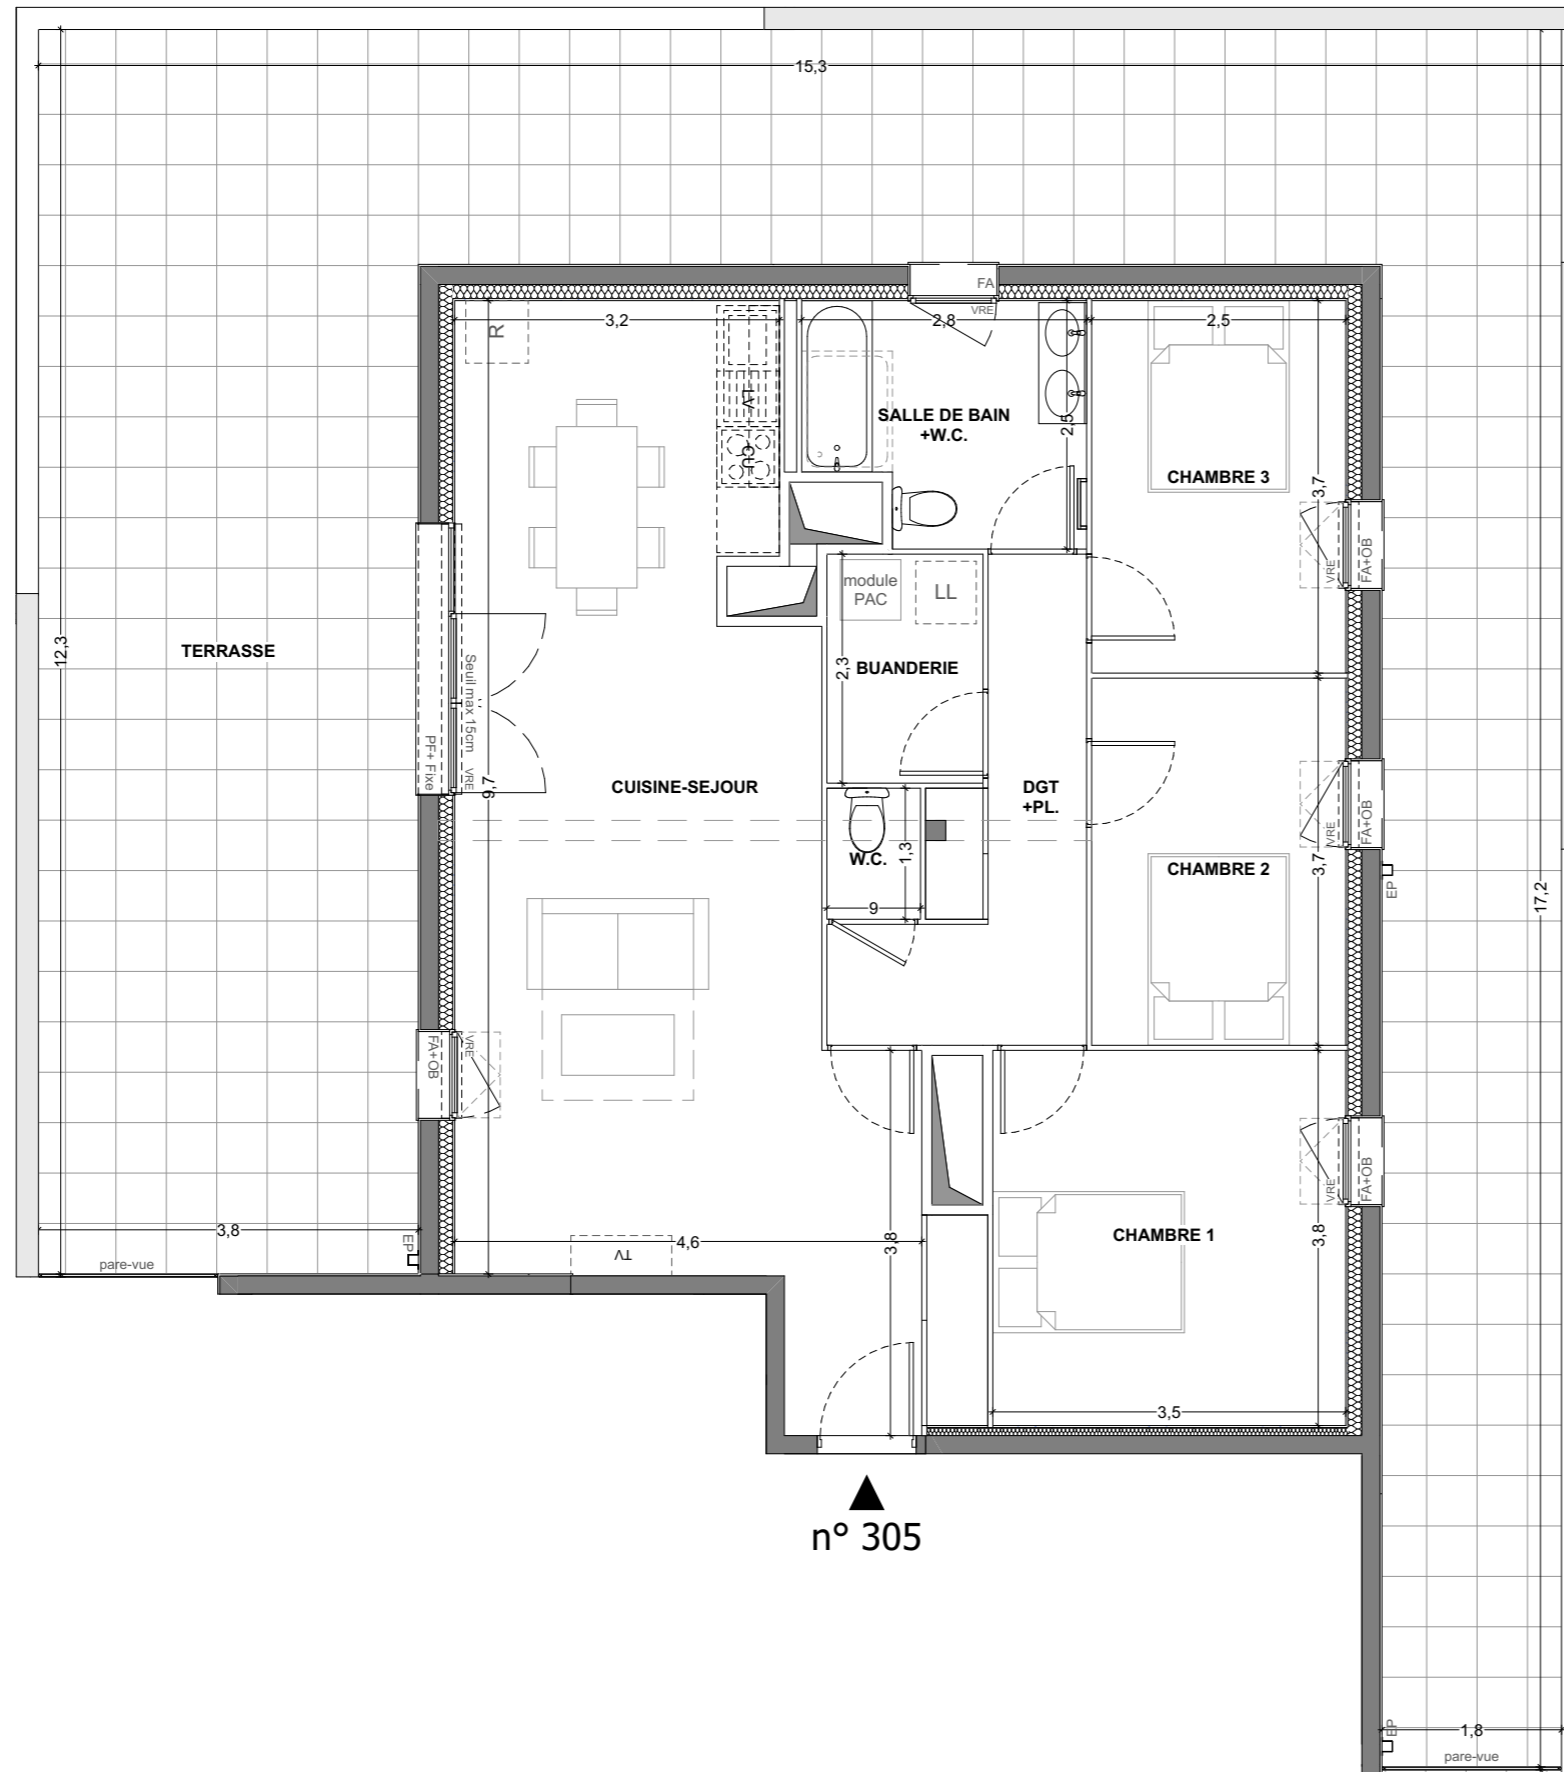 15,3
FA
VRE
3,2
2,8
2,5
R
LV
CU
SALLE DE BAIN
+W.C.
2,5
CHAMBRE 3
3,7
VRE
FA+OB
module
PAC
LL
12,3
TERRASSE
Seuil max 15cm
VRE
PF+ Fixe
2,3
BUANDERIE
9,7
CUISINE-SEJOUR
DGT
+PL.
VRE
FA+OB
W.C.
1,3
CHAMBRE 2
3,7
EP
17,2
9
FA+OB
VRE
VRE
FA+OB
3,8
EP
4,6
3,8
CHAMBRE 1
3,8
TV
pare-vue
3,5
n° 305
EP
1,8
pare-vue